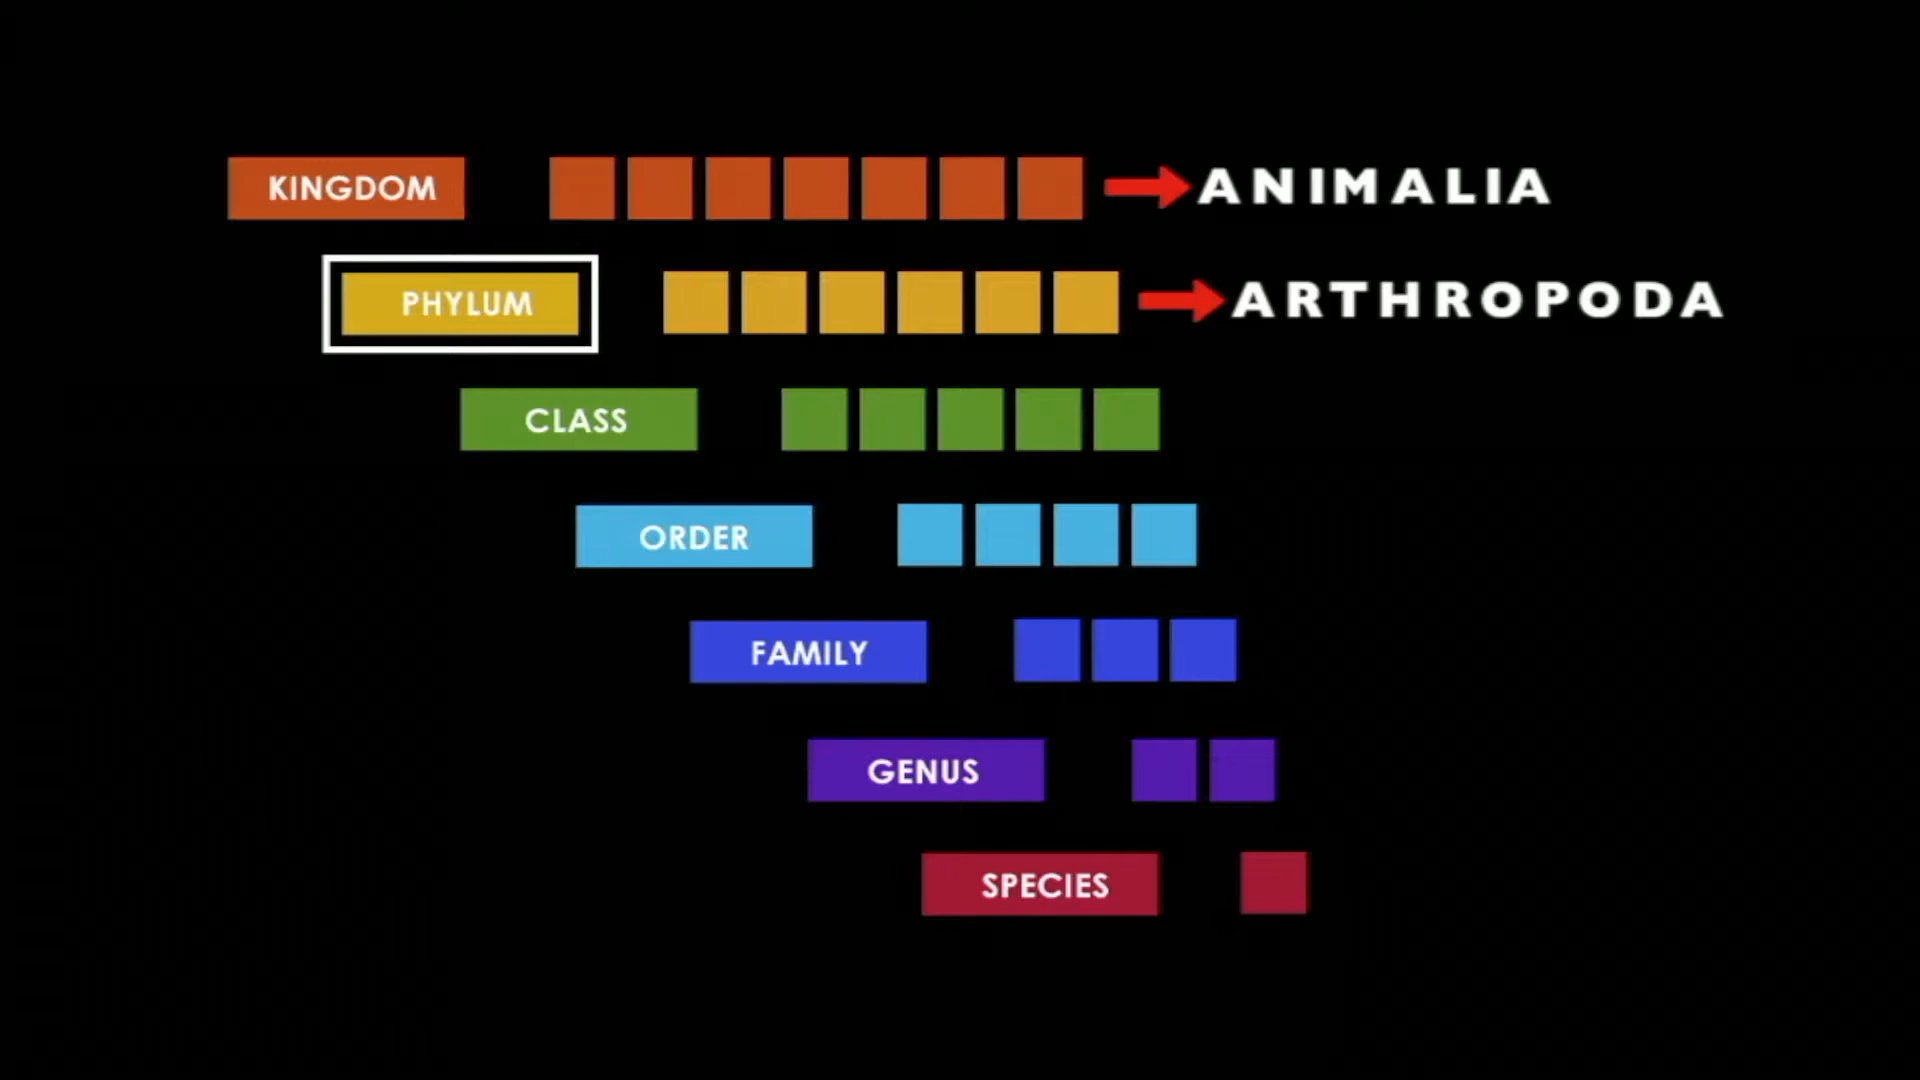 KINGDOM ANIMALIA
PHYLUM ARTHROPODA
CLASS
ORDER
FAMILY
GENUS
SPECIES